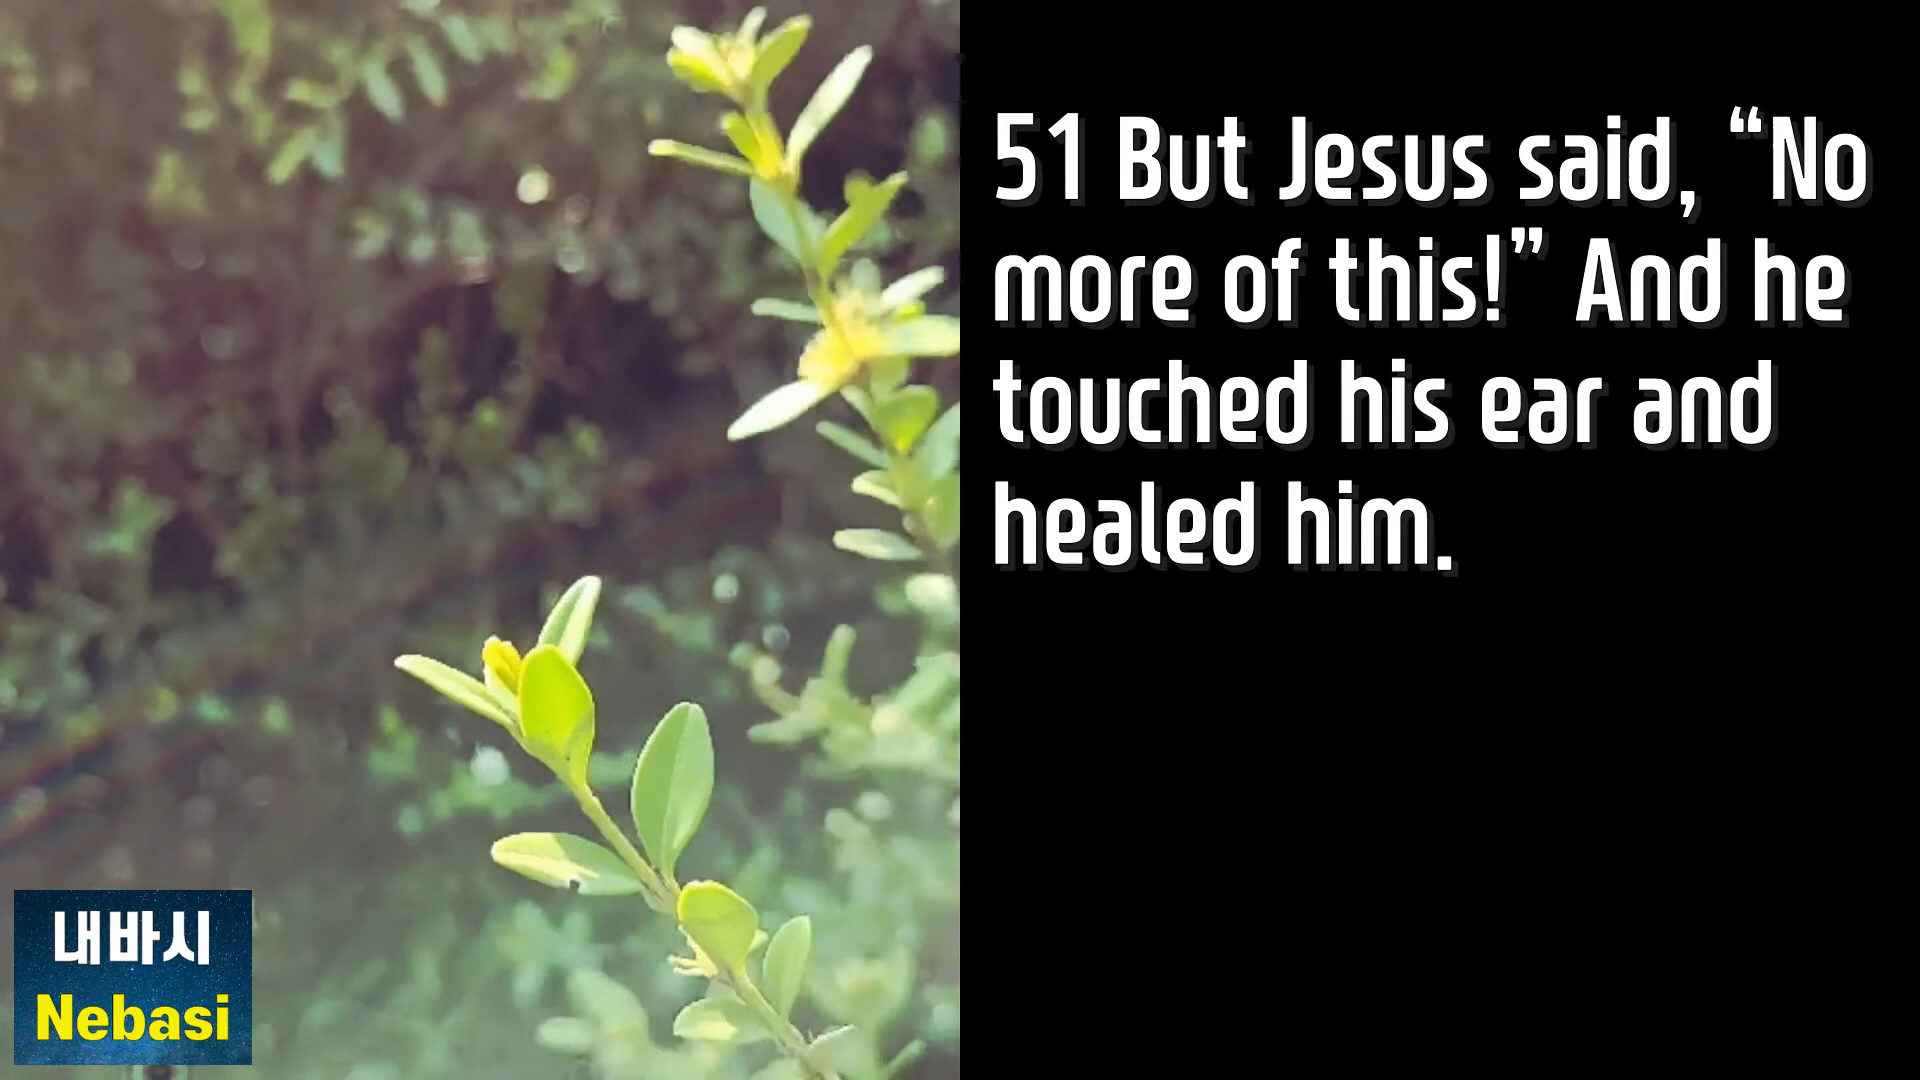 51 But Jesus said, “No
more of this!” And he
touched his ear and
healed him.
내바시
Nebasi